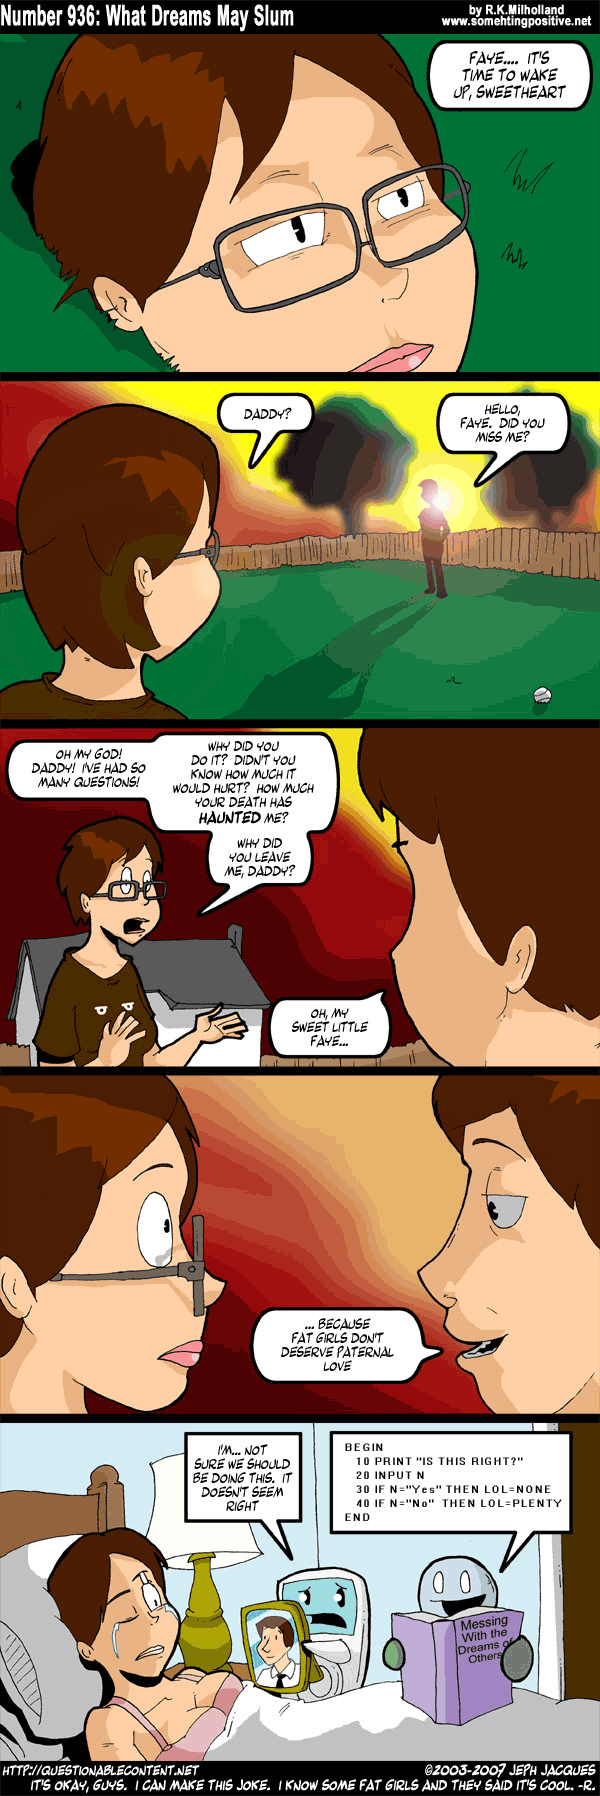 Number 936: What Dreams May Slum
by R.K.Milholland
www.somehtingpositive.net
FAYE.... IT'S
TIME TO WAKE
UP, SWEETHEART
DADDY?
HELLO,
FAYE. DID YOU
MISS ME?
OH MY GOD!
DADDY! I'VE HAD SO
MANY QUESTIONS!
WHY DID YOU
DO IT? DIDN'T YOU
KNOW HOW MUCH IT
WOULD HURT? HOW MUCH
YOUR DEATH HAS
HAUNTED ME?
WHY DID
YOU LEAVE
ME, DADDY?
OH, MY
SWEET LITTLE
FAYE...
... BECAUSE
FAT GIRLS DON'T
DESERVE PATERNAL
LOVE
I'M... NOT
SURE WE SHOULD
BE DOING THIS. IT
DOESN'T SEEM
RIGHT
BEGIN
10 PRINT "IS THIS RIGHT?"
20 INPUT N
30 IF N="Yes" THEN LOL=NONE
40 IF N="No" THEN LOL=PLENTY
END
Messing
With the
Dreams of
Others
HTTP://QUESTIONABLECONTENT.NET
©2003-2007 JEPH JACQUES
IT'S OKAY, GUYS. I CAN MAKE THIS JOKE. I KNOW SOME FAT GIRLS AND THEY SAID IT'S COOL. -R.